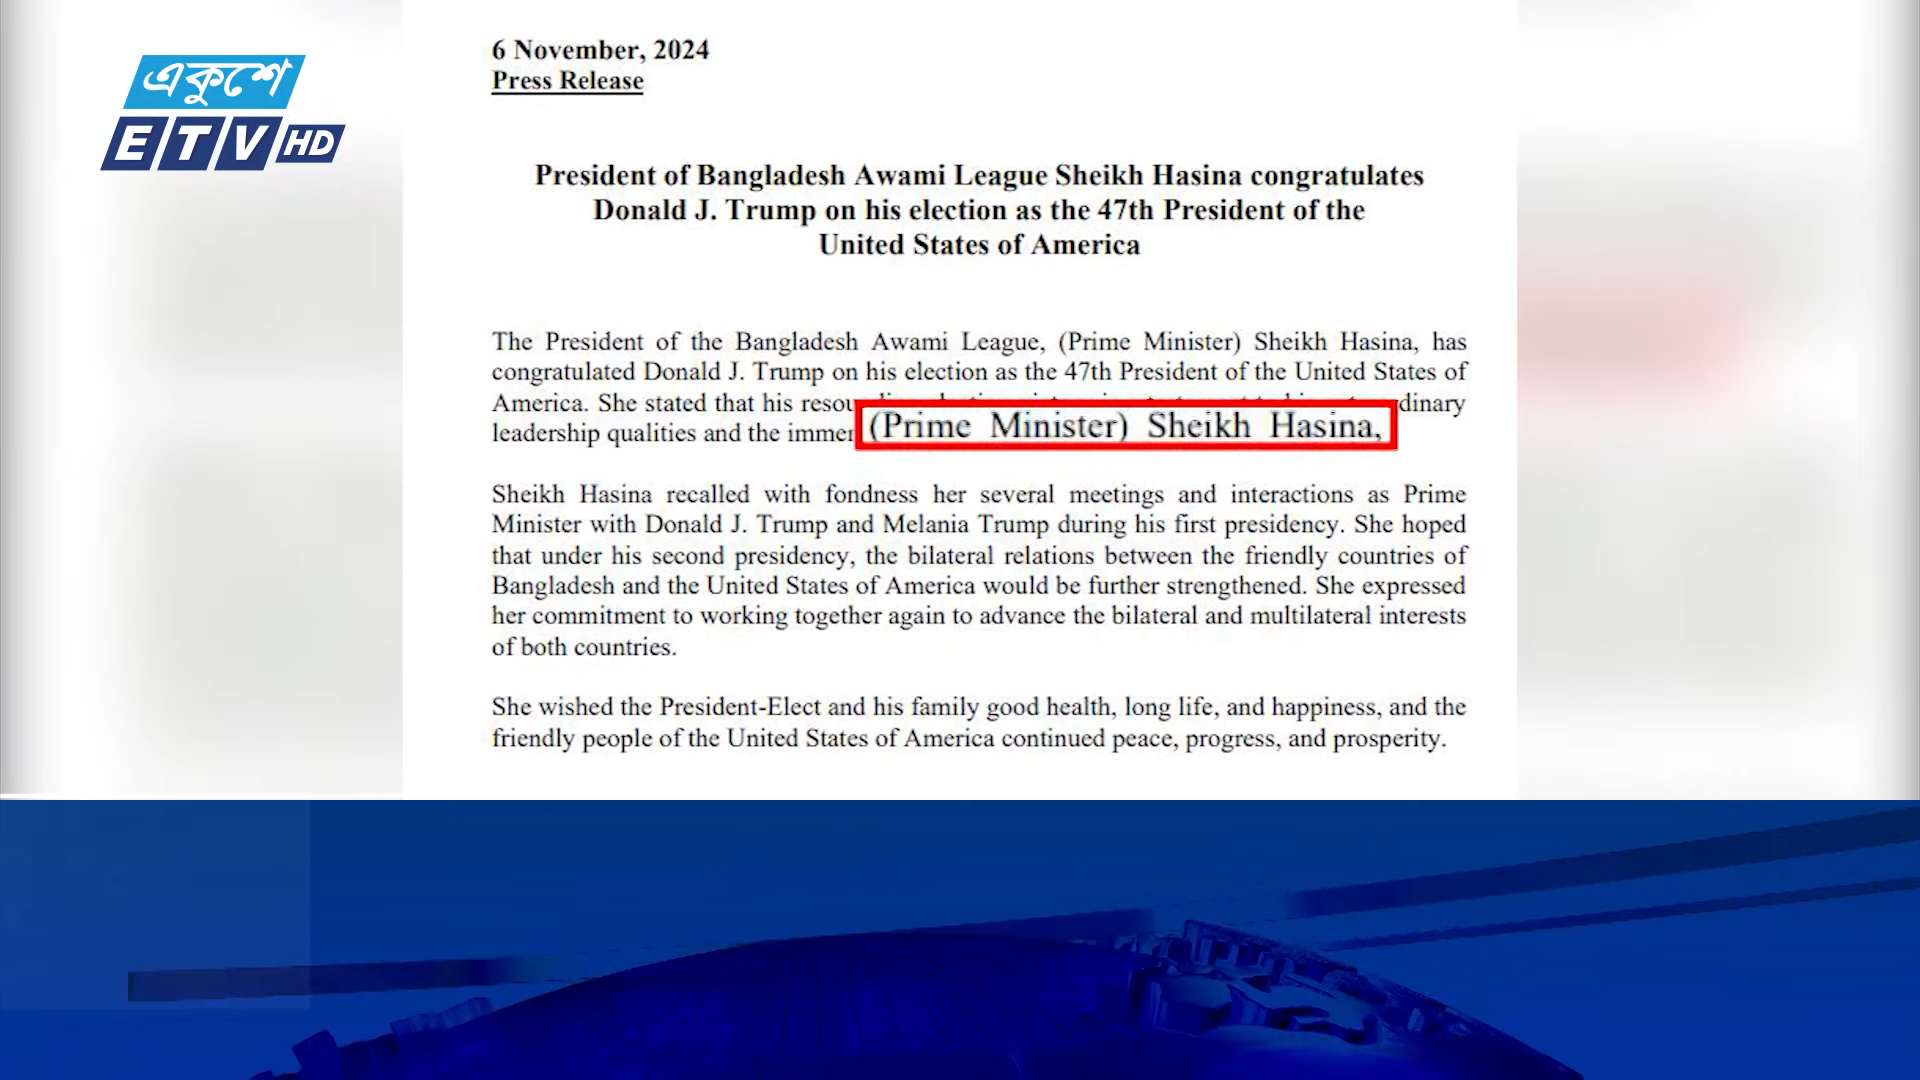 একুশে
ETV HD
6 November, 2024
Press Release
President of Bangladesh Awami League Sheikh Hasina congratulates
Donald J. Trump on his election as the 47th President of the
United States of America
The President of the Bangladesh Awami League, (Prime Minister) Sheikh Hasina, has
congratulated Donald J. Trump on his election as the 47th President of the United States of
America. She stated that his
leadership qualities and the
(Prime Minister) Sheikh Hasina,
Sheikh Hasina recalled with fondness her several meetings and interactions as Prime
Minister with Donald J. Trump and Melania Trump during his first presidency. She hoped
that under his second presidency, the bilateral relations between the friendly countries of
Bangladesh and the United States of America would be further strengthened. She expressed
her commitment to working together again to advance the bilateral and multilateral interests
of both countries.
She wished the President-Elect and his family good health, long life, and happiness, and the
friendly people of the United States of America continued peace, progress, and prosperity.